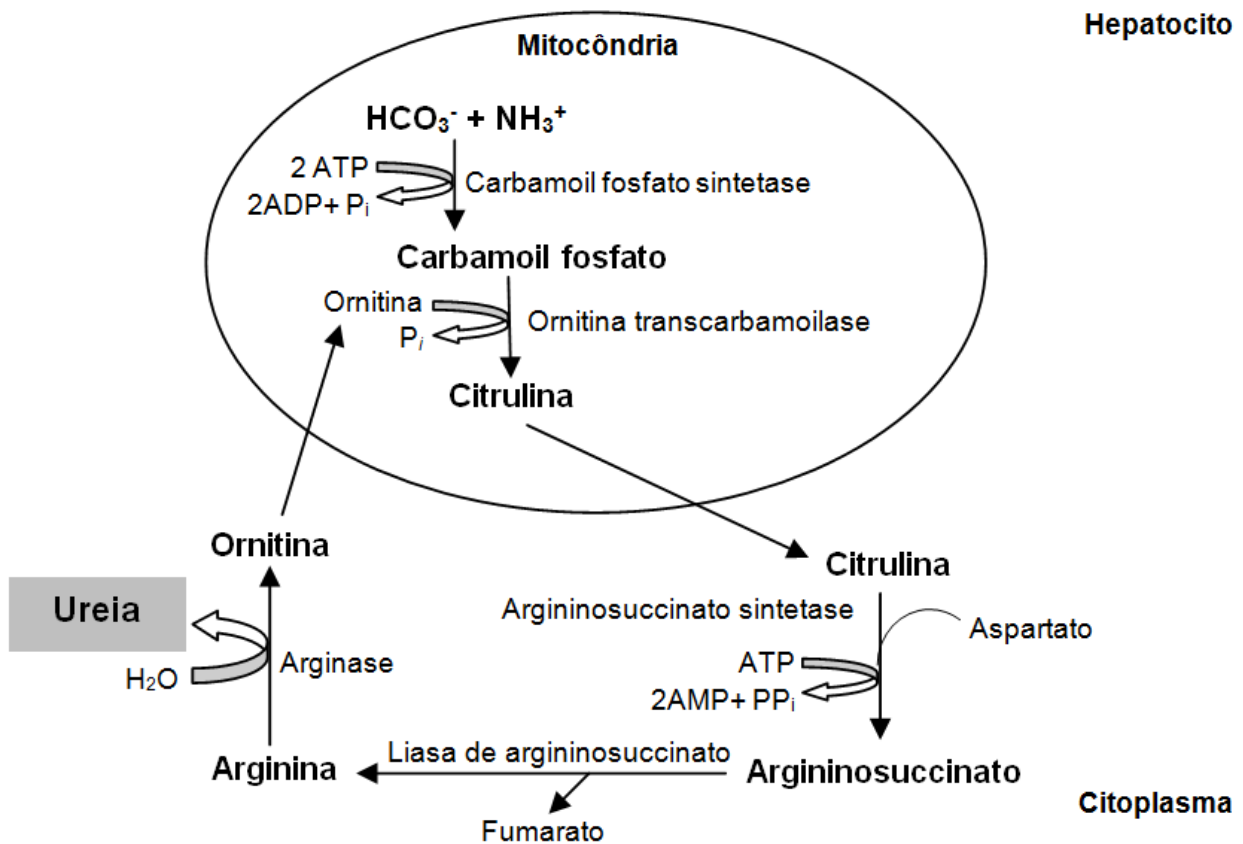 Hepatocito
Mitocôndria
HCO₃⁻ + NH₃⁺
2 ATP
2ADP+ Pᵢ
Carbamoil fosfato sintetase
Carbamoil fosfato
Ornitina
Pᵢ
Ornitina transcarbamoilase
Citrulina
Ornitina
Citrulina
Ureia
Argininosuccinato sintetase
Aspartato
H₂O
Arginase
ATP
2AMP+ PPᵢ
Liasa de argininosuccinato
Arginina
Argininosuccinato
Fumarato
Citoplasma